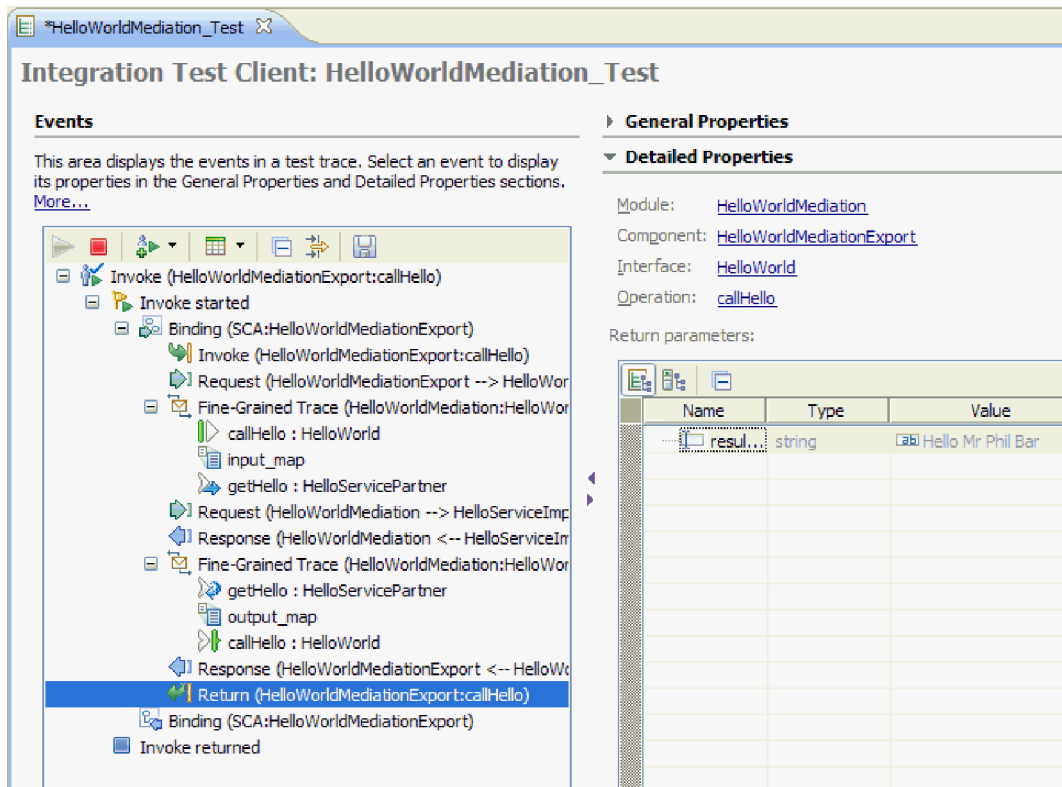 *HelloWorldMediation_Test
Integration Test Client: HelloWorldMediation_Test
Events
This area displays the events in a test trace. Select an event to display
its properties in the General Properties and Detailed Properties sections.
More...
Invoke (HelloWorldMediationExport:callHello)
Invoke started
Binding (SCA:HelloWorldMediationExport)
Invoke (HelloWorldMediationExport:callHello)
Request (HelloWorldMediationExport --> HelloWor
Fine-Grained Trace (HelloWorldMediation:HelloWor
callHello : HelloWorld
input_map
getHello : HelloServicePartner
Request (HelloWorldMediation --> HelloServiceImp
Response (HelloWorldMediation <-- HelloServiceIm
Fine-Grained Trace (HelloWorldMediation:HelloWor
getHello : HelloServicePartner
output_map
callHello : HelloWorld
Response (HelloWorldMediationExport <-- HelloWo
Return (HelloWorldMediationExport:callHello)
Binding (SCA:HelloWorldMediationExport)
Invoke returned
General Properties
Detailed Properties
Module: HelloWorldMediation
Component: HelloWorldMediationExport
Interface: HelloWorld
Operation: callHello
Return parameters:
Name Type Value
resul... string Hello Mr Phil Bar